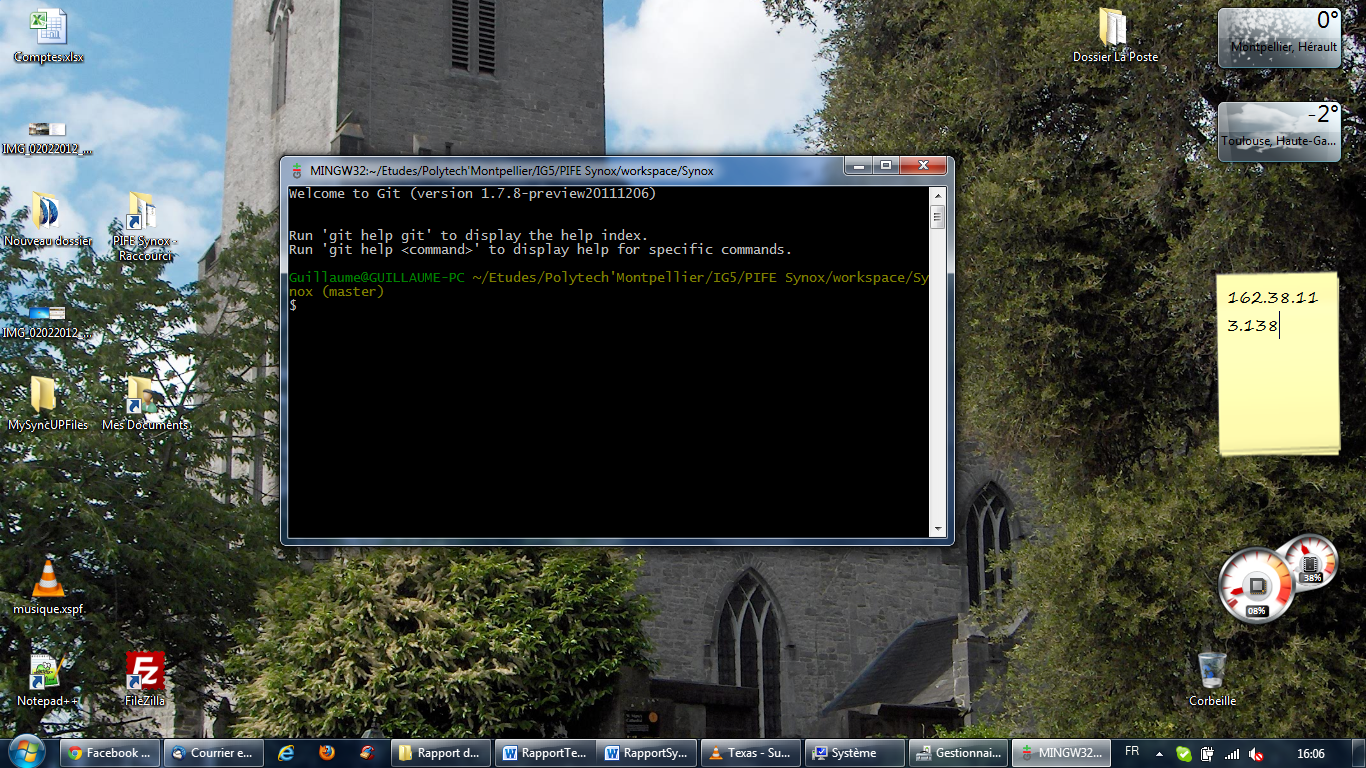 Comptes.xlsx
Dossier La Poste
0°
Montpellier, Hérault
-2°
Toulouse, Haute-Ga...
IMG_02022012_...
Nouveau dossier
PIFE Synox - Raccourci
IMG_02022012_...
MySyncUPFiles
Mes Documents
musique.xspf
Notepad++
FileZilla
MINGW32:~/Etudes/Polytech'Montpellier/IG5/PIFE Synox/workspace/Synox
Welcome to Git (version 1.7.8-preview20111206)
Run 'git help git' to display the help index.
Run 'git help <command>' to display help for specific commands.
Guillaume@GUILLAUME-PC ~/Etudes/Polytech'Montpellier/IG5/PIFE Synox/workspace/Sy
nox (master)
$
162.38.11
3.138
38%
08%
Corbeille
Facebook ...
Courrier e...
Rapport d...
RapportTe...
RapportSy...
Texas - Su...
Système
Gestionnai...
MINGW32...
FR
16:06